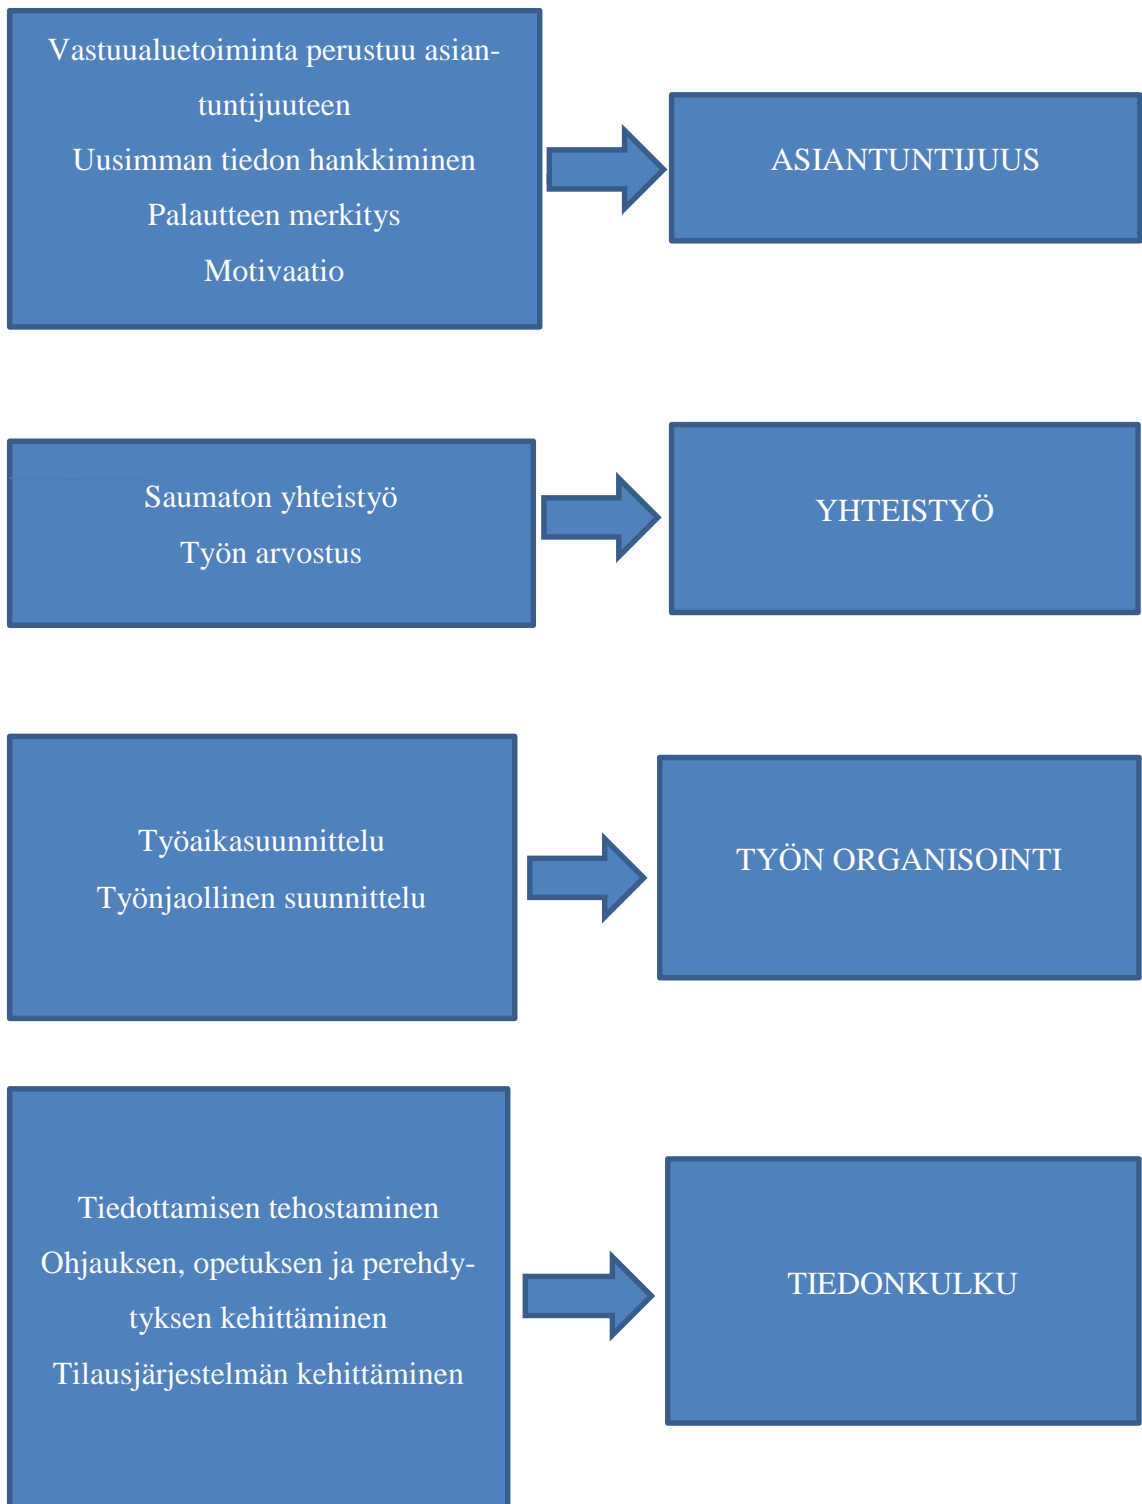 Vastuualuetoiminta perustuu asian-
tuntijuuteen
Uusimman tiedon hankkiminen
Palautteen merkitys
Motivaatio
ASIANTUNTIJUUS
Saumaton yhteistyö
Työn arvostus
YHTEISTYÖ
Työaikasuunnittelu
Työnjaollinen suunnittelu
TYÖN ORGANISOINTI
Tiedottamisen tehostaminen
Ohjauksen, opetuksen ja perehdy-
tyksen kehittäminen
Tilausjärjestelmän kehittäminen
TIEDONKULKU